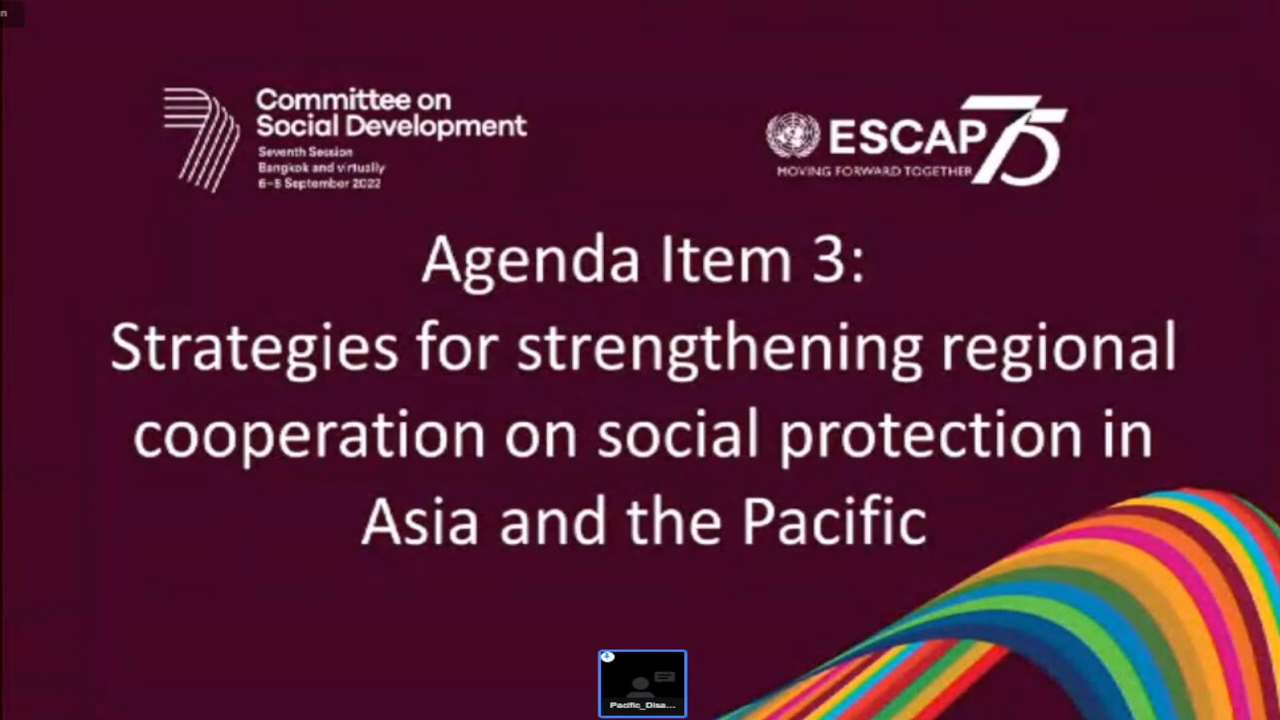 n
Committee on
Social Development
Seventh Session
Bangkok and virtually
6–8 September 2022
ESCAP 75
MOVING FORWARD TOGETHER
Agenda Item 3:
Strategies for strengthening regional
cooperation on social protection in
Asia and the Pacific
Pacific_Disa...